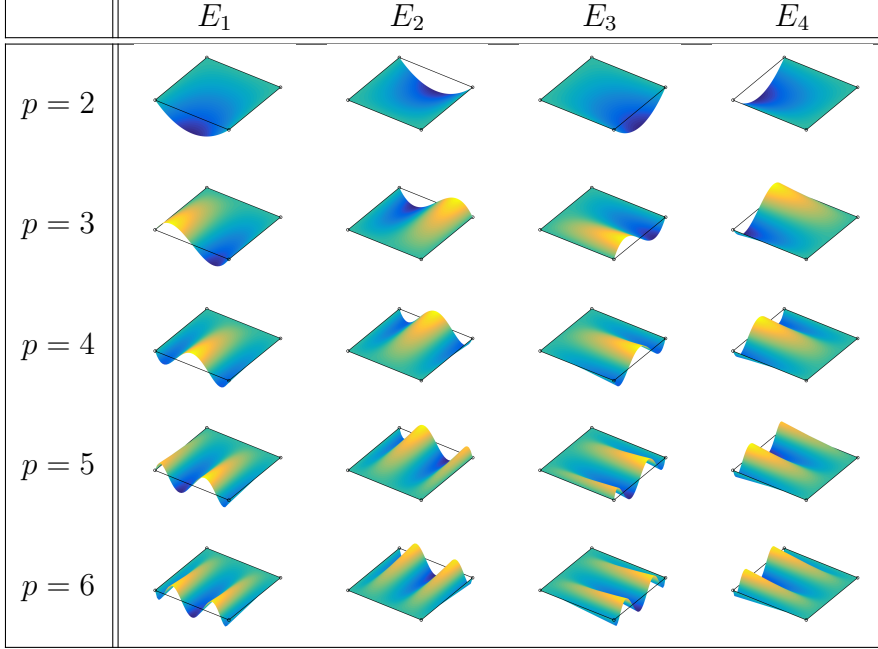 E₁ E₂ E₃ E₄
p = 2
p = 3
p = 4
p = 5
p = 6